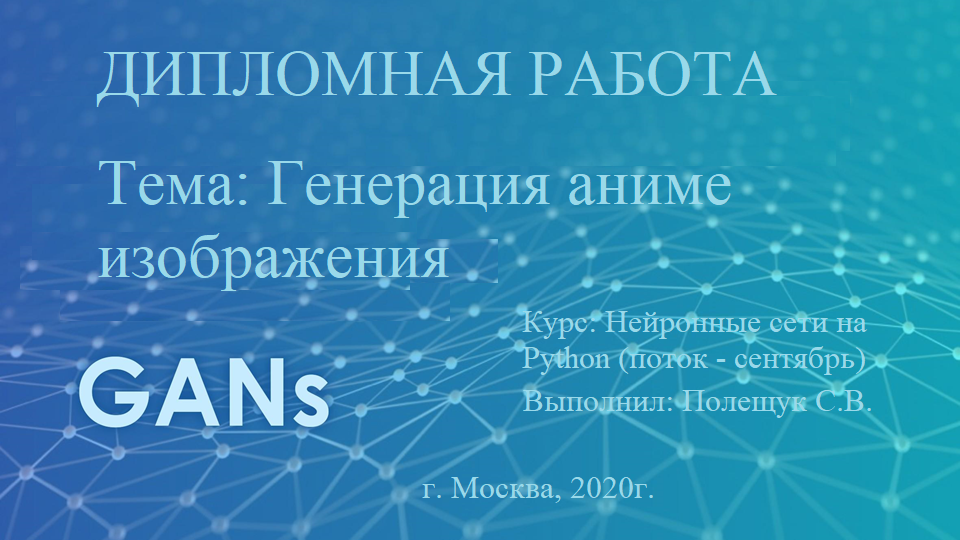 ДИПЛОМНАЯ РАБОТА
Тема: Генерация аниме
изображения
GANs
Курс: Нейронные сети на
Python (поток - сентябрь)
Выполнил: Полещук С.В.
г. Москва, 2020г.